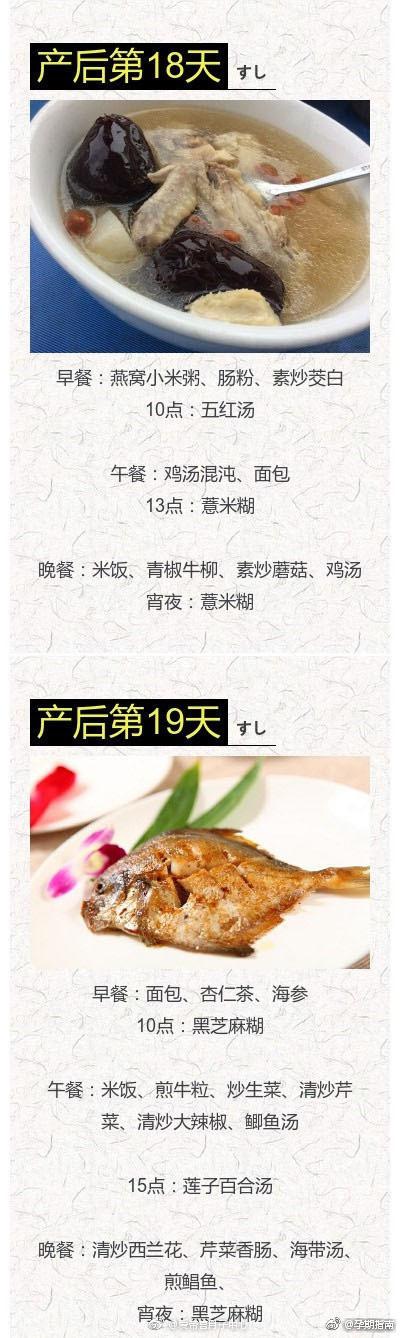 产后第18天 すし
早餐：燕窝小米粥、肠粉、素炒茭白
10点：五红汤
午餐：鸡汤混沌、面包
13点：薏米糊
晚餐：米饭、青椒牛柳、素炒蘑菇、鸡汤
宵夜：薏米糊
产后第19天 すし
早餐：面包、杏仁茶、海参
10点：黑芝麻糊
午餐：米饭、煎牛粒、炒生菜、清炒芹
菜、清炒大辣椒、鲫鱼汤
15点：莲子百合汤
晚餐：清炒西兰花、芹菜香肠、海带汤、
煎鲳鱼、
宵夜：黑芝麻糊
@孕期指南